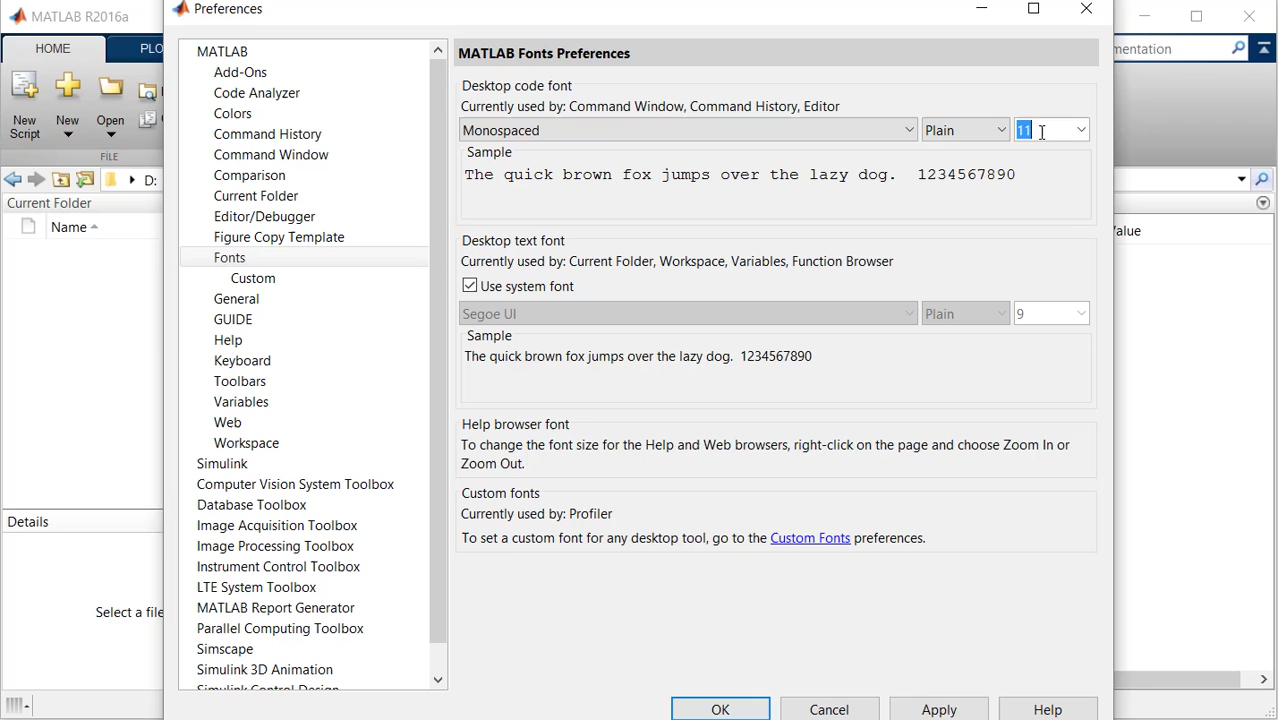 MATLAB R2016a
Preferences
HOME
PLO
mentation
New
Script
New
Open
FİLE
D:
Current Folder
Name
Details
Select a file
Value
MATLAB
Add-Ons
Code Analyzer
Colors
Command History
Command Window
Comparison
Current Folder
Editor/Debugger
Figure Copy Template
Fonts
Custom
General
GUIDE
Help
Keyboard
Toolbars
Variables
Web
Workspace
Simulink
Computer Vision System Toolbox
Database Toolbox
Image Acquisition Toolbox
Image Processing Toolbox
Instrument Control Toolbox
LTE System Toolbox
MATLAB Report Generator
Parallel Computing Toolbox
Simscape
Simulink 3D Animation
Simulink Control Design
MATLAB Fonts Preferences
Desktop code font
Currently used by: Command Window, Command History, Editor
Monospaced Plain 11
Sample
The quick brown fox jumps over the lazy dog. 1234567890
Desktop text font
Currently used by: Current Folder, Workspace, Variables, Function Browser
Use system font
Segoe UI Plain 9
Sample
The quick brown fox jumps over the lazy dog. 1234567890
Help browser font
To change the font size for the Help and Web browsers, right-click on the page and choose Zoom In or
Zoom Out.
Custom fonts
Currently used by: Profiler
To set a custom font for any desktop tool, go to the Custom Fonts preferences.
OK Cancel Apply Help